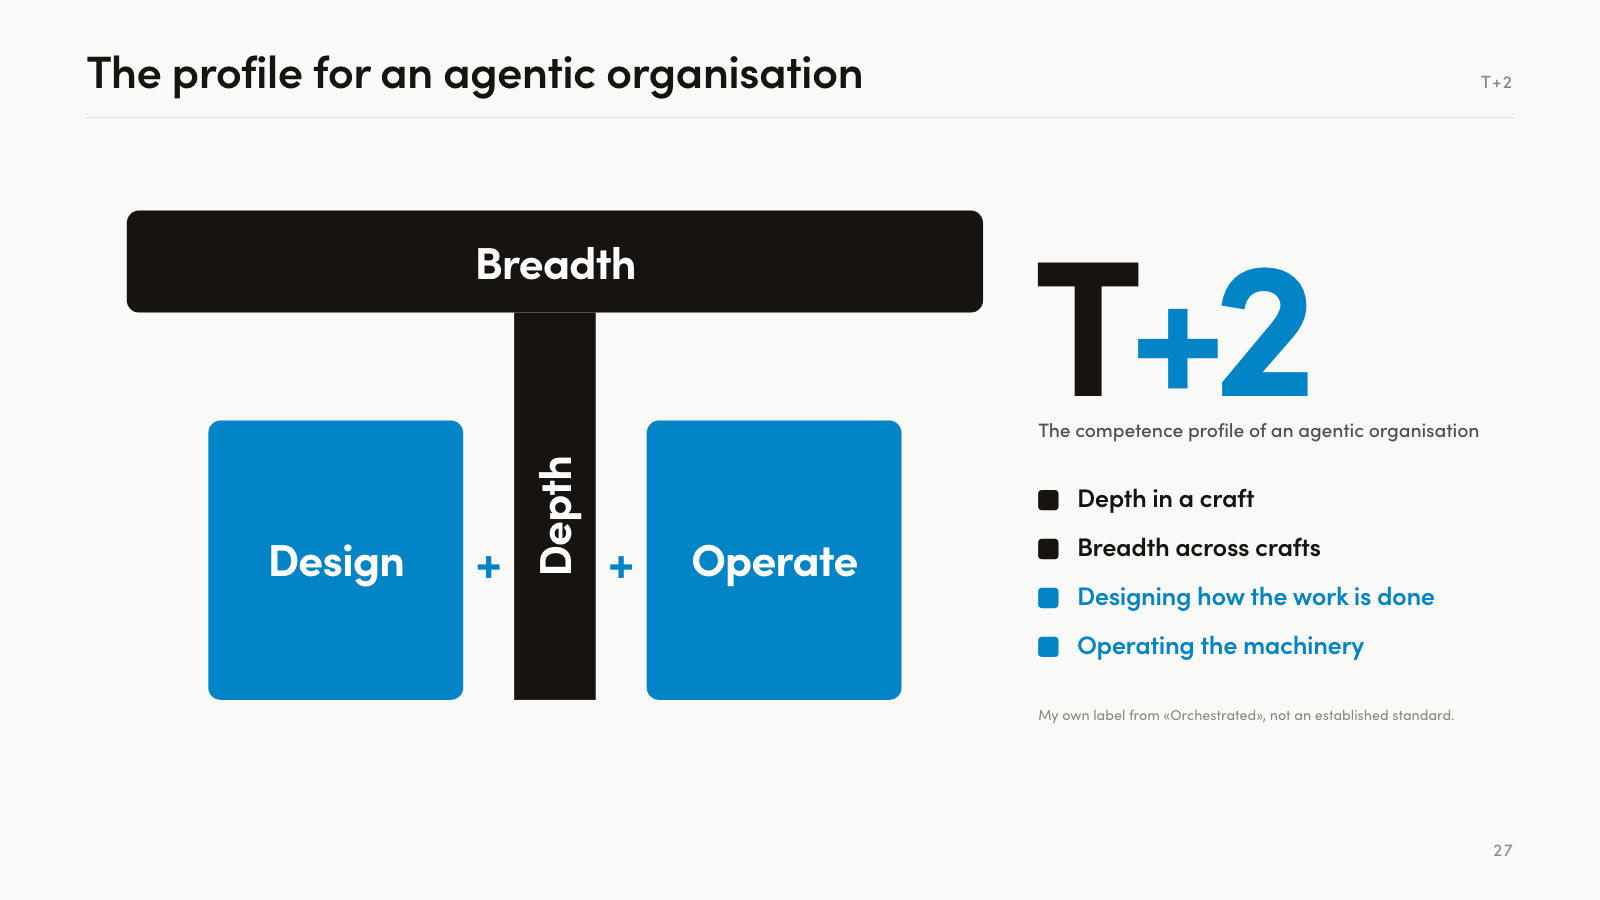 The profile for an agentic organisation
T+2
Breadth
Depth
Design
+
+
Operate
T+2
The competence profile of an agentic organisation
Depth in a craft
Breadth across crafts
Designing how the work is done
Operating the machinery
My own label from «Orchestrated», not an established standard.
27